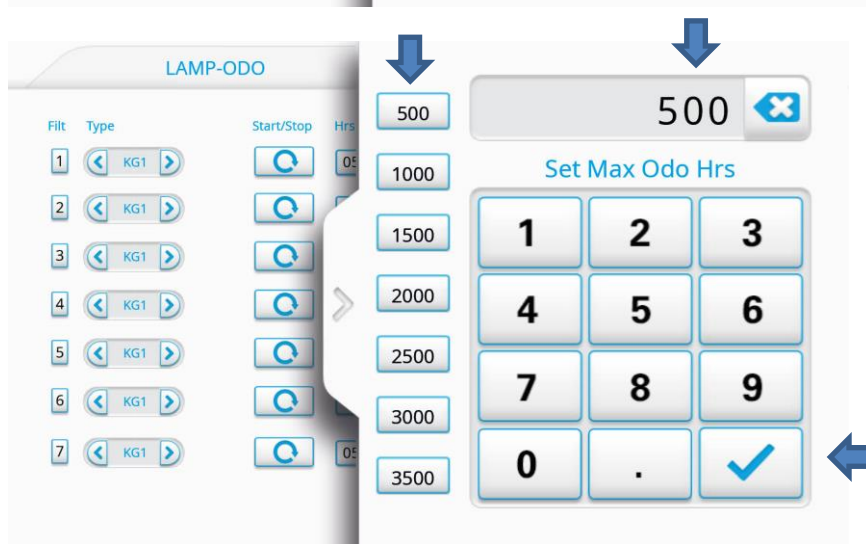 LAMP-ODO
Filt Type Start/Stop Hrs
1 KG1 05
2 KG1
3 KG1
4 KG1
5 KG1
6 KG1
7 KG1 05
500
1000
1500
2000
2500
3000
3500
500
Set Max Odo Hrs
1 2 3
4 5 6
7 8 9
0 .